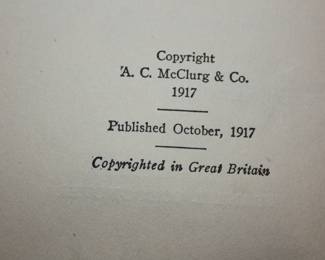 Copyright
A. C. McClurg & Co.
1917
Published October, 1917
Copyrighted in Great Britain